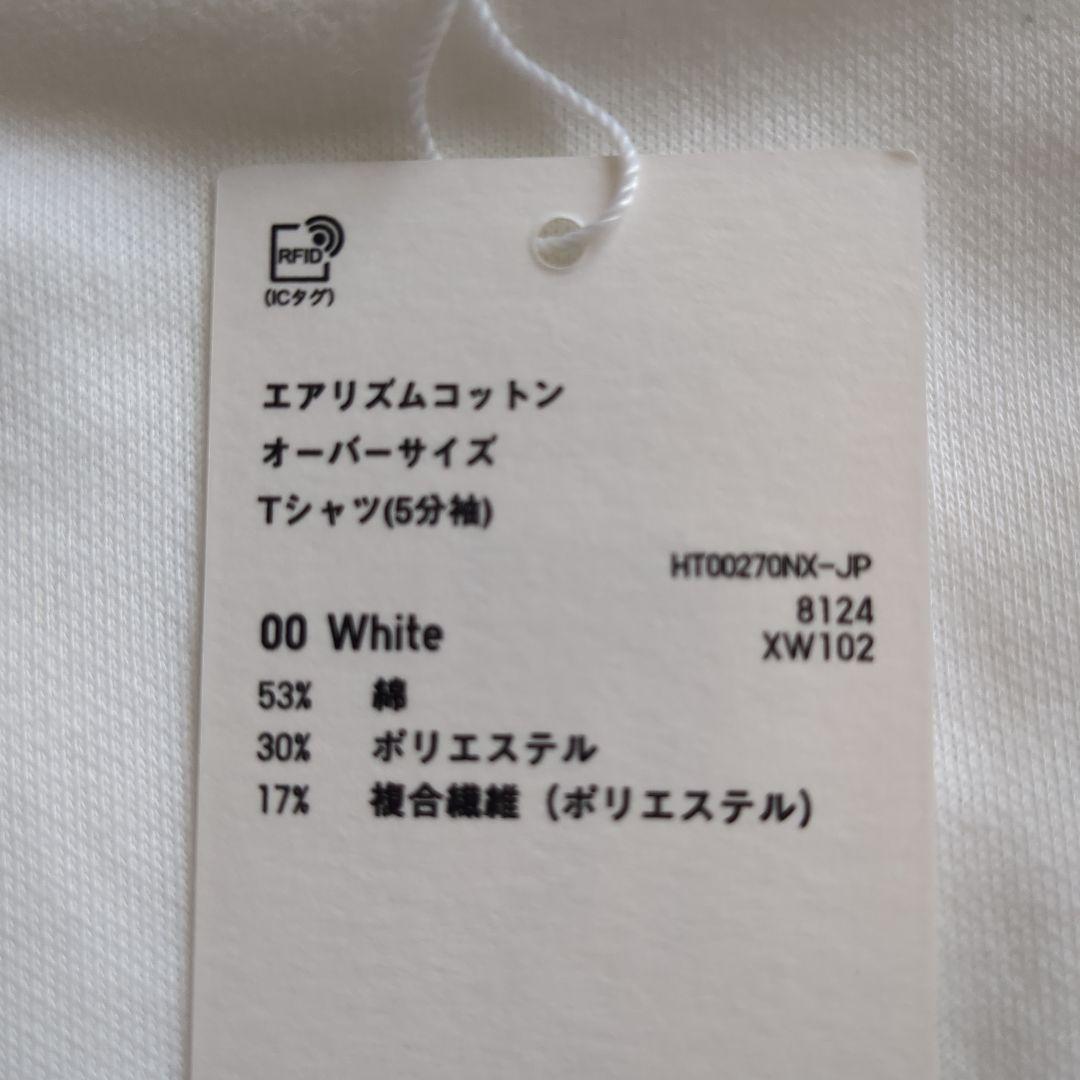 RFID
(ICタグ)
エアリズムコットン
オーバーサイズ
Tシャツ(5分袖)
HT00270NX-JP
8124
00 White
XW102
53% 綿
30% ポリエステル
17% 複合繊維 (ポリエステル)